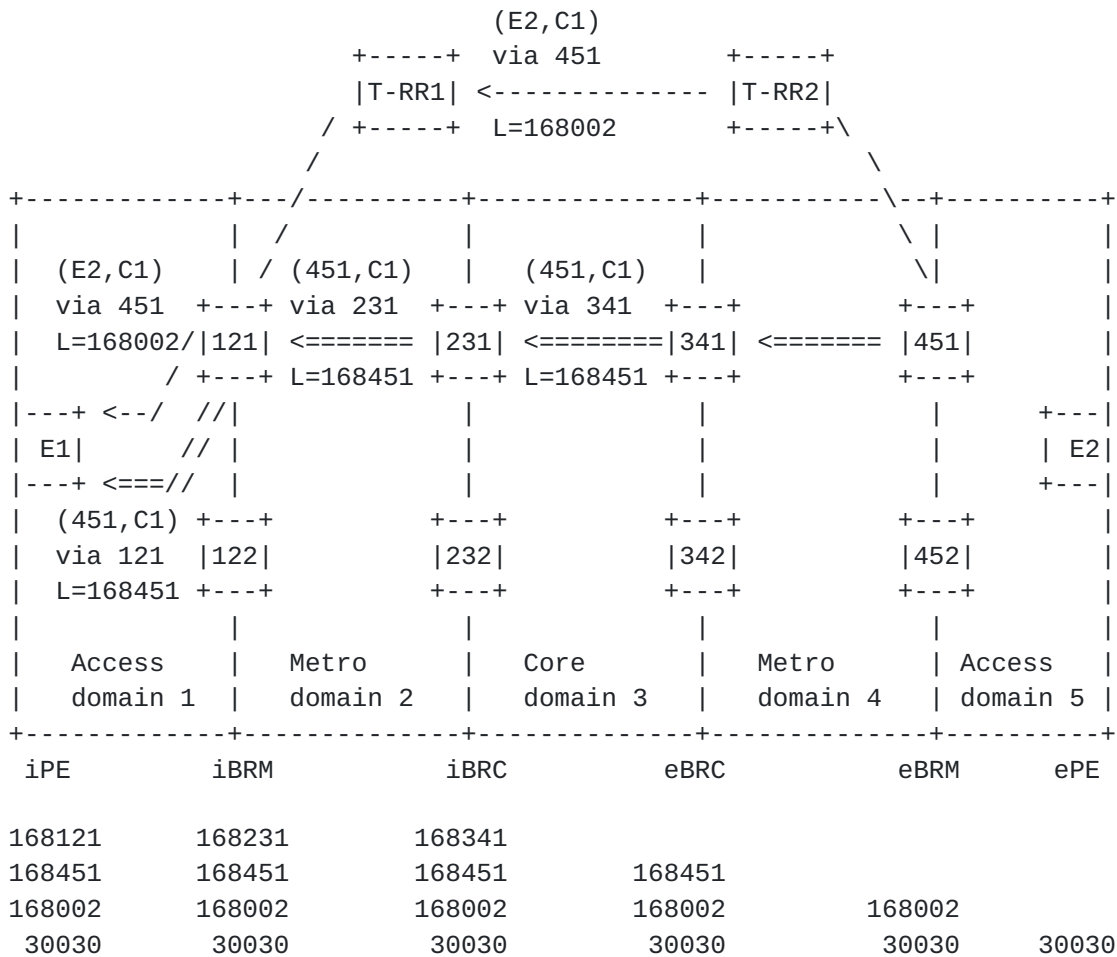 (E2,C1)
+-----+ via 451 +-----+
|T-RR1| <-------------- |T-RR2|
/ +-----+ L=168002 +-----+\
/ \
+-------------+---/----------+--------------+-----------\--+----------+
| | / | | \ | |
| (E2,C1) | / (451,C1) | (451,C1) | \| |
| via 451 +---+ via 231 +---+ via 341 +---+ +---+ |
| L=168002/|121| <======= |231| <========|341| <======= |451| |
| / +---+ L=168451 +---+ L=168451 +---+ +---+ |
|---+ <--/ //| | | | +---|
| E1| // | | | | | E2|
|---+ <===// | | | | +---|
| (451,C1) +---+ +---+ +---+ +---+ |
| via 121 |122| |232| |342| |452| |
| L=168451 +---+ +---+ +---+ +---+ |
| | | | | |
| Access | Metro | Core | Metro | Access |
| domain 1 | domain 2 | domain 3 | domain 4 | domain 5 |
+-------------+--------------+--------------+--------------+----------+
iPE iBRM iBRC eBRC eBRM ePE
168121 168231 168341
168451 168451 168451 168451
168002 168002 168002 168002 168002
30030 30030 30030 30030 30030 30030